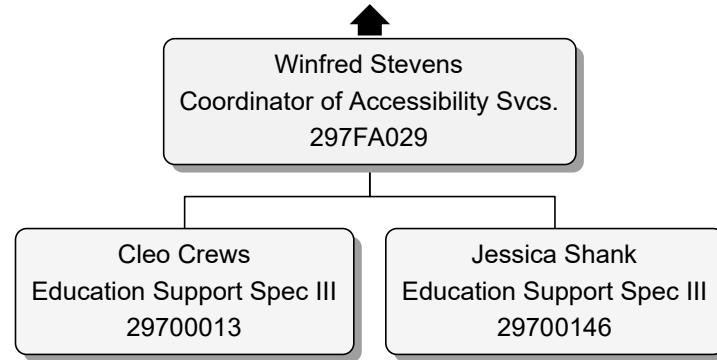 Winfred Stevens
Coordinator of Accessibility Svcs.
297FA029
Cleo Crews
Education Support Spec III
29700013
Jessica Shank
Education Support Spec III
29700146